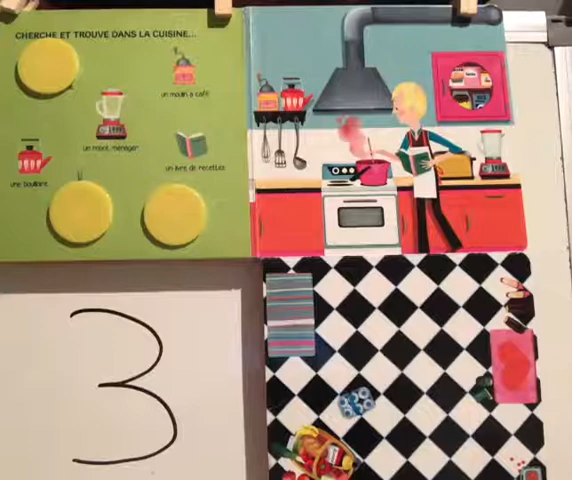 CHERCHE ET TROUVE DANS LA CUISINE...
un moulin à café
un robot ménager
un livre de recettes
une bouilloire
3